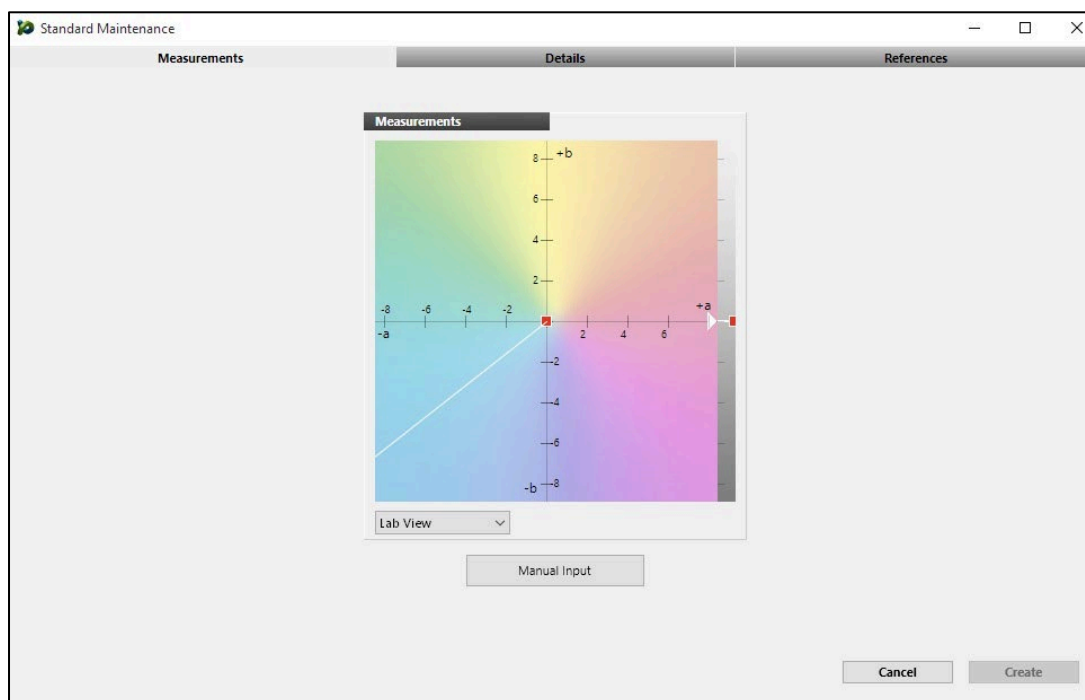 Standard Maintenance
Measurements Details References
Measurements
8 +b
6
4
2
-8 -6 -4 -2 +a
-a 2 4 6
-2
-4
-6
-b -8
Lab View
Manual Input
Cancel Create